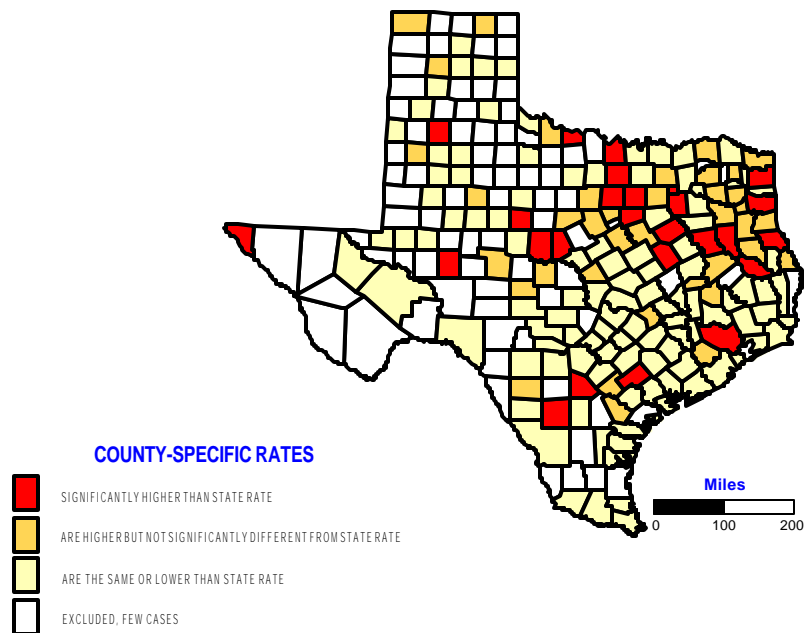 COUNTY-SPECIFIC RATES
SIGNIFICANTLY HIGHER THAN STATE RATE
ARE HIGHER BUT NOT SIGNIFICANTLY DIFFERENT FROM STATE RATE
ARE THE SAME OR LOWER THAN STATE RATE
EXCLUDED, FEW CASES
Miles
0 100 200